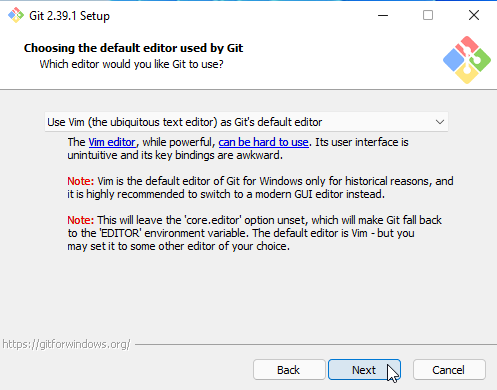 Git 2.39.1 Setup
Choosing the default editor used by Git
Which editor would you like Git to use?
Use Vim (the ubiquitous text editor) as Git's default editor
The Vim editor, while powerful, can be hard to use. Its user interface is
unintuitive and its key bindings are awkward.
Note: Vim is the default editor of Git for Windows only for historical reasons, and
it is highly recommended to switch to a modern GUI editor instead.
Note: This will leave the 'core.editor' option unset, which will make Git fall back
to the 'EDITOR' environment variable. The default editor is Vim - but you
may set it to some other editor of your choice.
https://gitforwindows.org/
Back Next Cancel